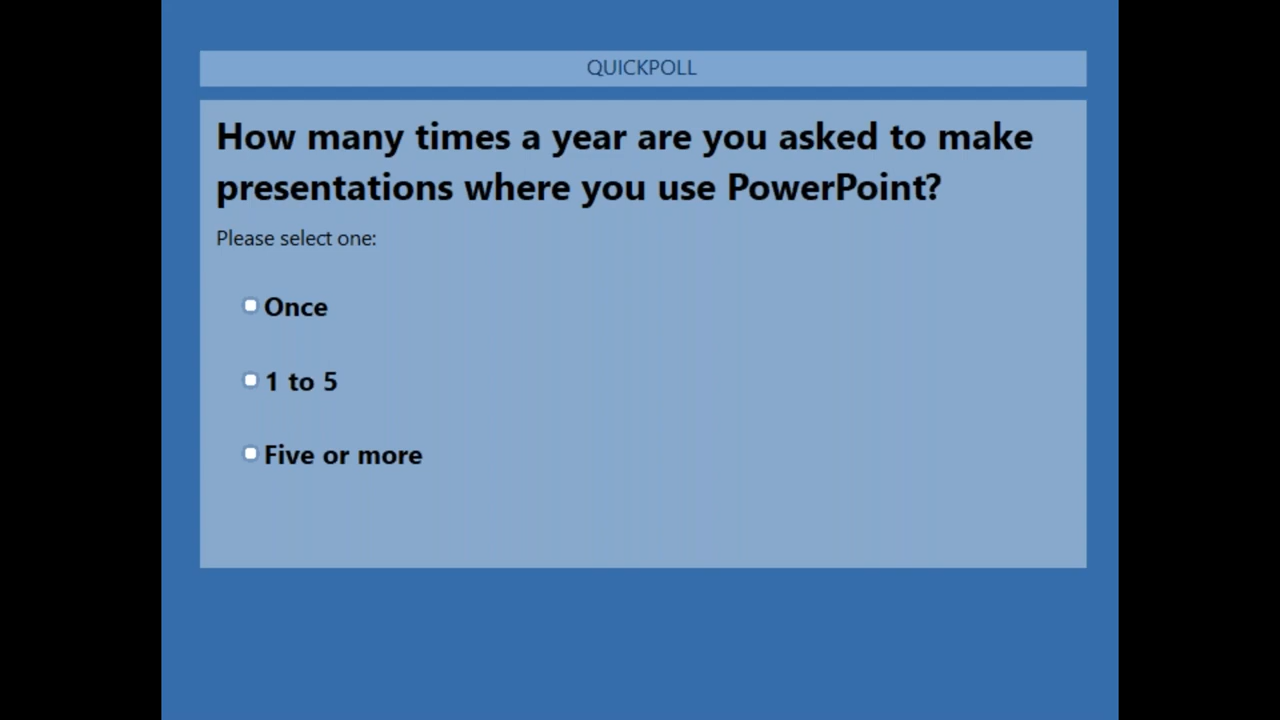 QUICKPOLL
How many times a year are you asked to make
presentations where you use PowerPoint?
Please select one:
Once
1 to 5
Five or more